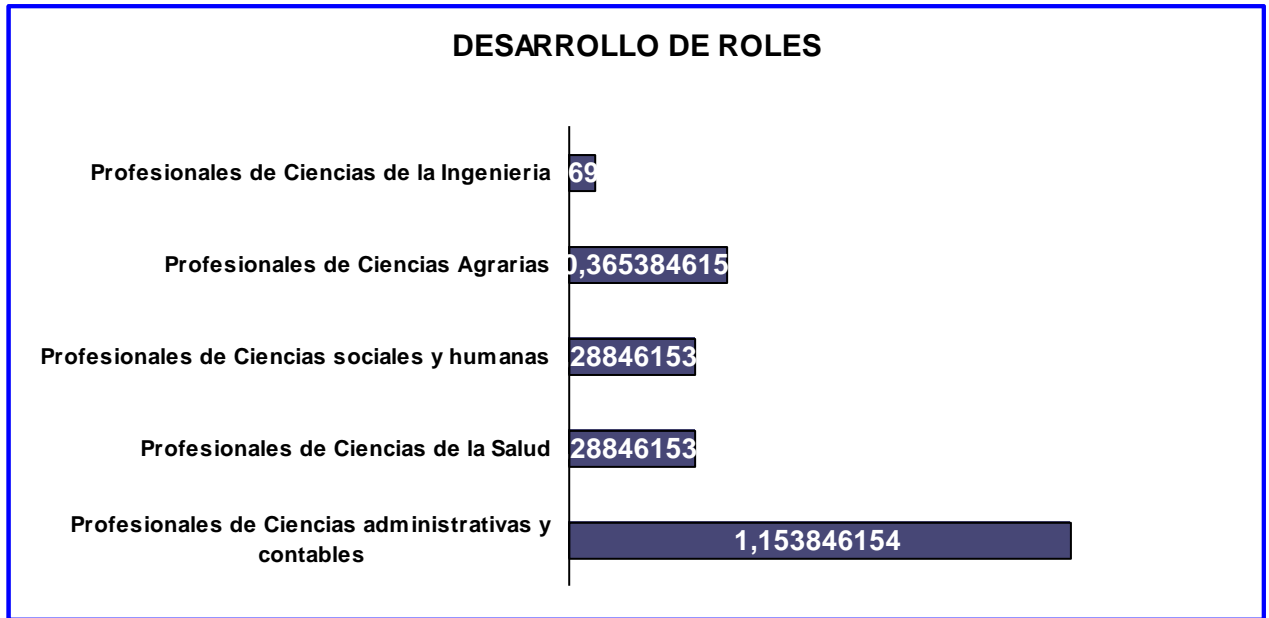 DESARROLLO DE ROLES
Profesionales de Ciencias de la Ingenieria
69
Profesionales de Ciencias Agrarias
0,365384615
Profesionales de Ciencias sociales y humanas
28846153
Profesionales de Ciencias de la Salud
28846153
Profesionales de Ciencias administrativas y
contables
1,153846154